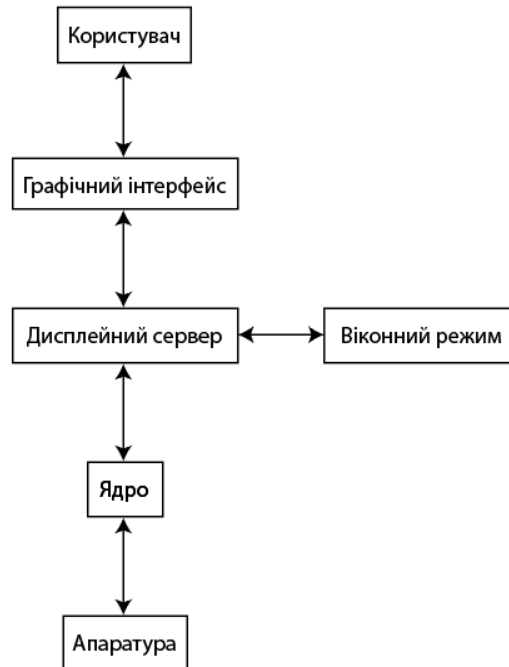 Користувач
Графічний інтерфейс
Дисплейний сервер
Віконний режим
Ядро
Апаратура